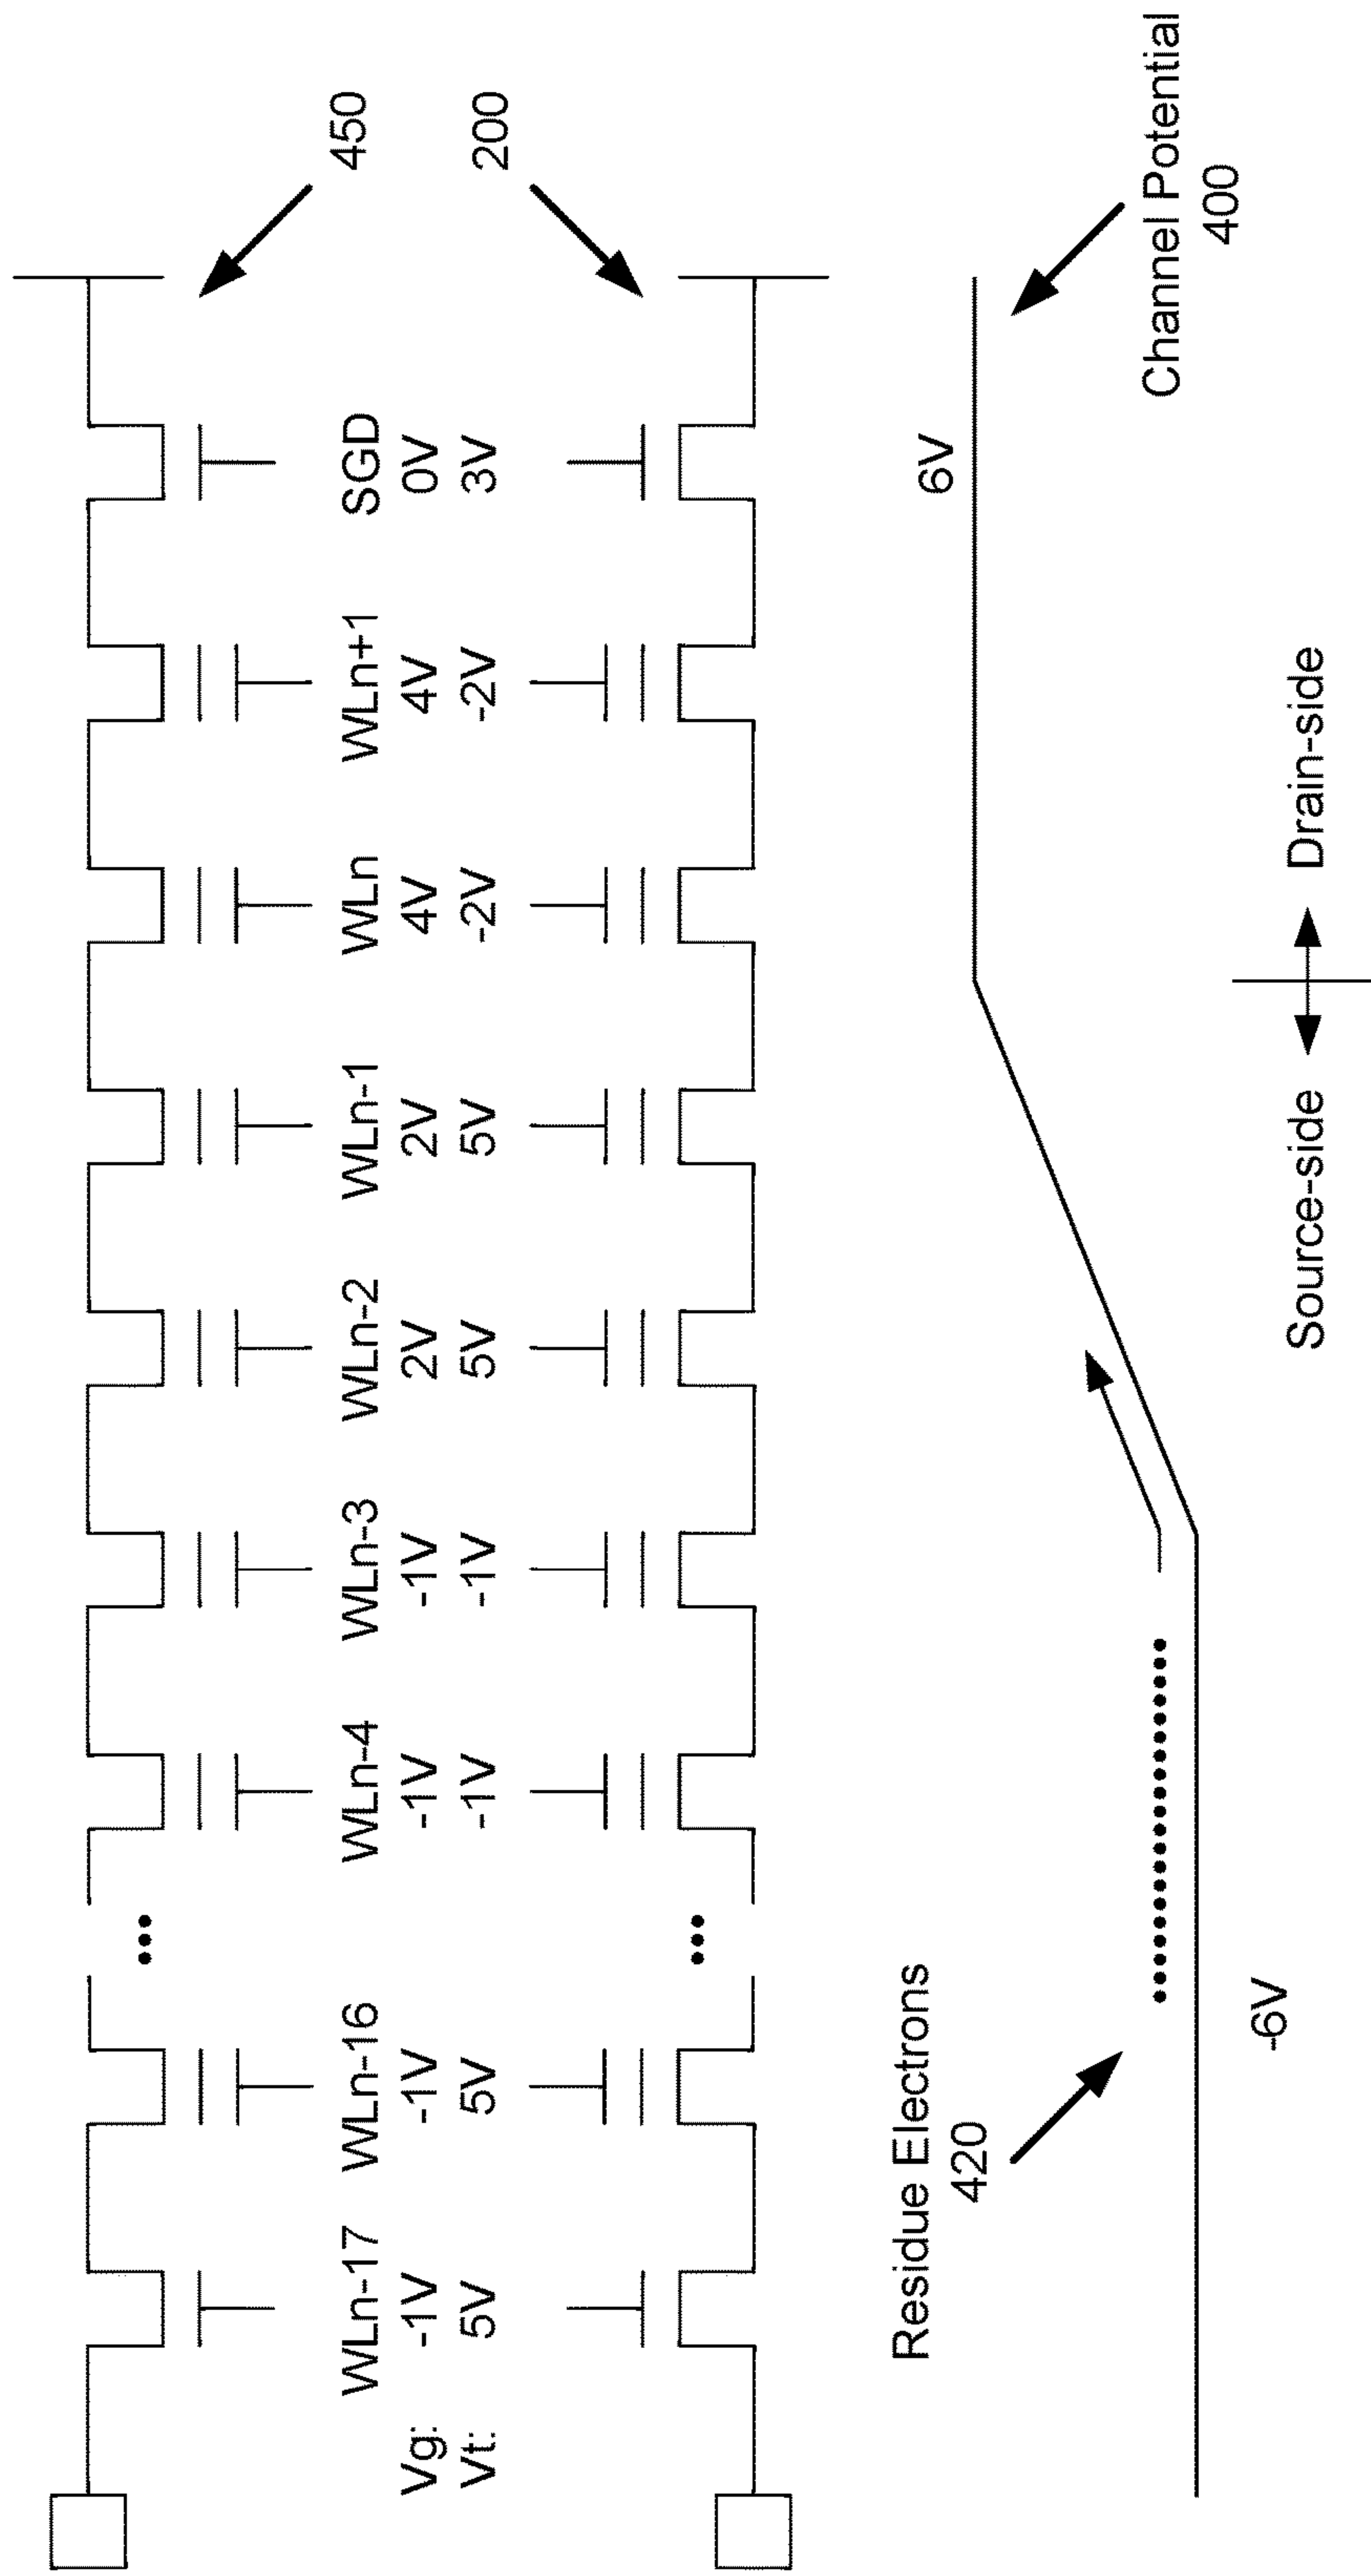 450
200
WLn-17 WLn-16 ... WLn-4 WLn-3 WLn-2 WLn-1 WLn WLn+1 SGD
Vg: -1V -1V -1V -1V 2V 2V 4V 4V 0V
Vt: 5V 5V -1V -1V 5V 5V -2V -2V 3V
Residue Electrons
420
6V
-6V
Channel Potential
400
Source-side Drain-side